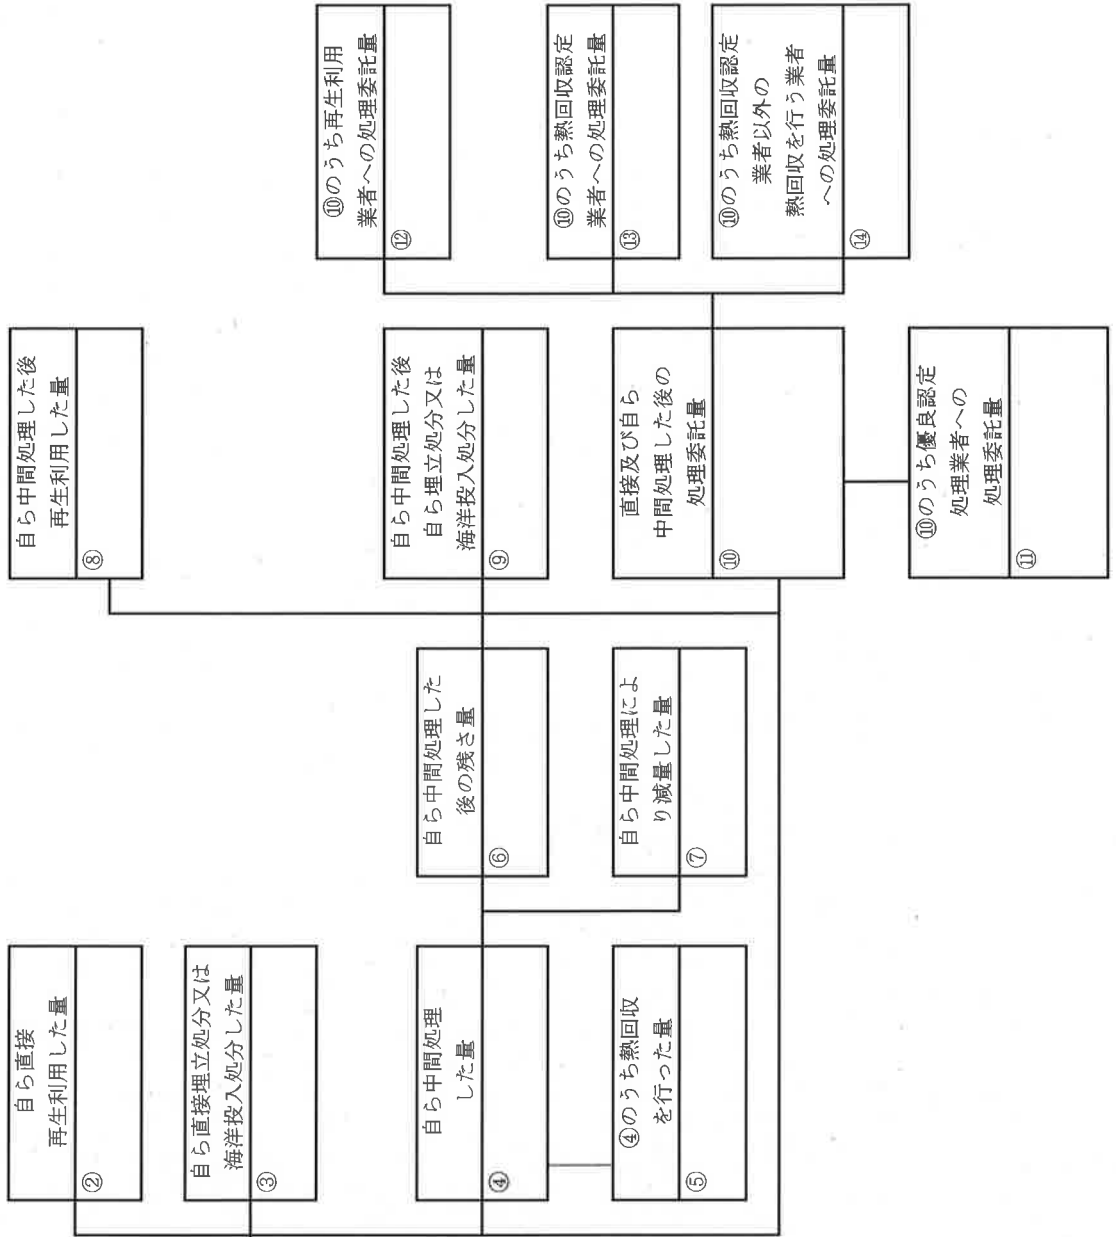 自ら直接
再生利用した量
②
自ら直接埋立処分又は
海洋投入処分した量
③
自ら中間処理
した量
④
④のうち熱回収
を行った量
⑤
自ら中間処理した
後の残さ量
⑥
自ら中間処理によ
り減量した量
⑦
自ら中間処理した後
再生利用した量
⑧
自ら中間処理した後
自ら埋立処分又は
海洋投入処分した量
⑨
直接及び自ら
中間処理した後の
処理委託量
⑩
⑩のうち優良認定
処理業者への
処理委託量
⑪
⑩のうち再生利用
業者への処理委託量
⑫
⑩のうち熱回収認定
業者への処理委託量
⑬
⑩のうち熱回収認定
業者以外の
熱回収を行う業者
への処理委託量
⑭